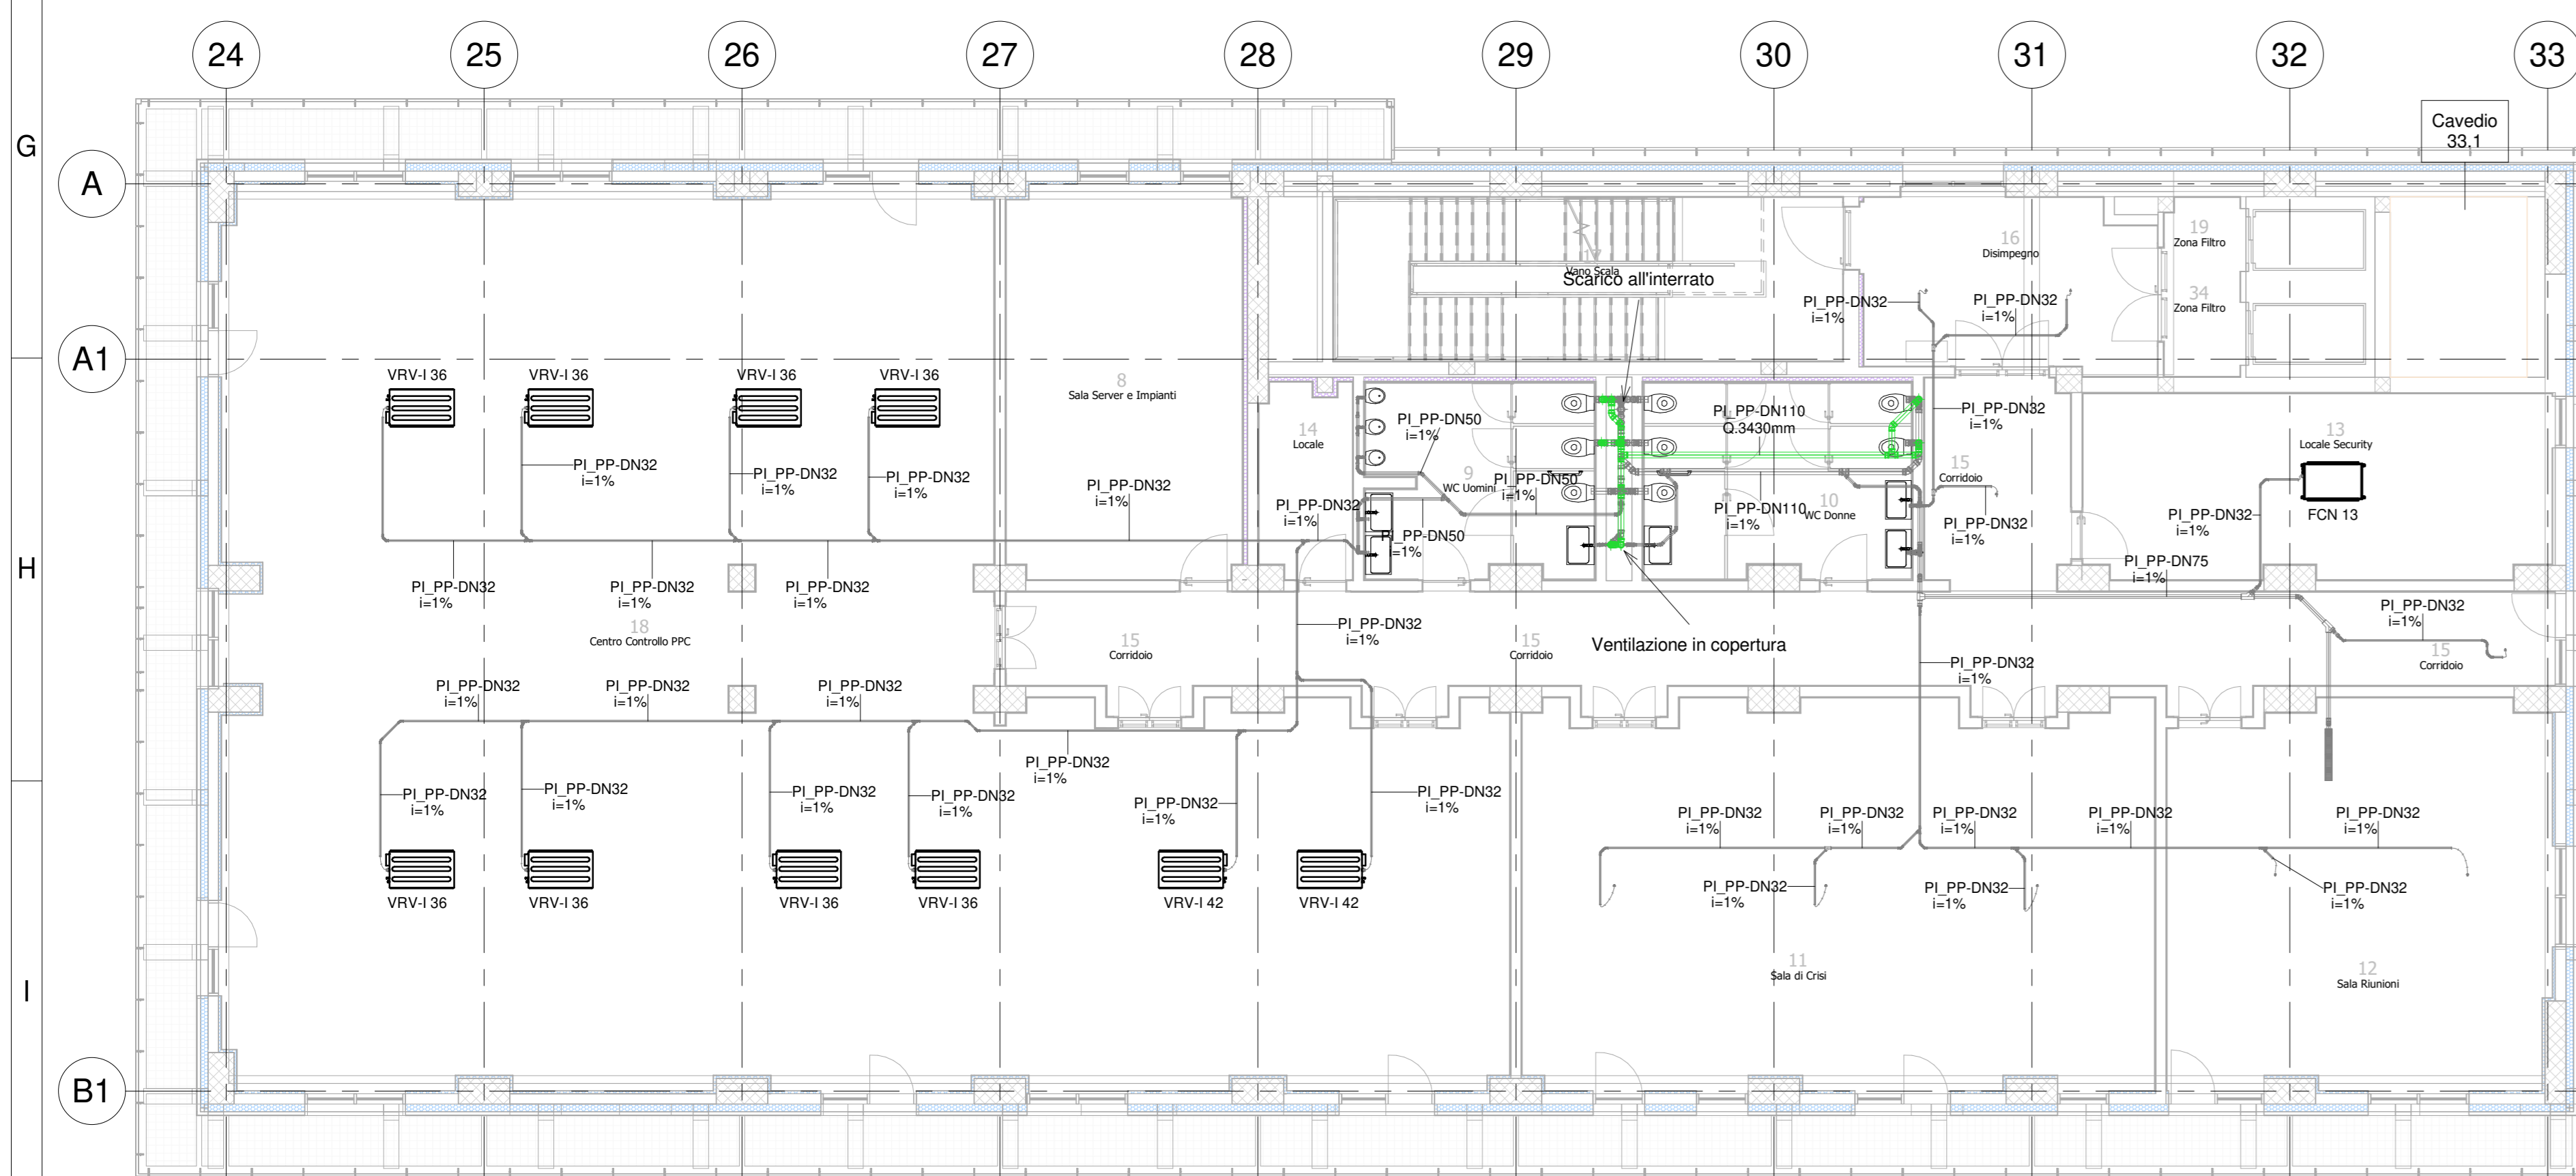 24
25
26
27
28
29
30
31
32
33
G
H
I
A
A1
B1
Cavedio
33.1
17
Vano Scala
Scarico all'interrato
16
Disimpegno
19
Zona Filtro
34
Zona Filtro
PI_PP-DN32
i=1%
PI_PP-DN32
i=1%
VRV-I 36
VRV-I 36
VRV-I 36
VRV-I 36
8
Sala Server e Impianti
14
Locale
PI_PP-DN50
i=1%
PI_PP-DN110
Q.3430mm
PI_PP-DN32
i=1%
13
Locale Security
PI_PP-DN32
i=1%
PI_PP-DN32
i=1%
PI_PP-DN32
i=1%
PI_PP-DN32
i=1%
PI_PP-DN32
i=1%
9
WC Uomini
PI_PP-DN50
i=1%
PI_PP-DN50
i=1%
PI_PP-DN110
i=1%
10
WC Donne
15
Corridoio
PI_PP-DN32
i=1%
PI_PP-DN32
i=1%
FCN 13
PI_PP-DN75
i=1%
PI_PP-DN32
i=1%
PI_PP-DN32
i=1%
PI_PP-DN32
i=1%
18
Centro Controllo PPC
15
Corridoio
PI_PP-DN32
i=1%
15
Corridoio
Ventilazione in copertura
PI_PP-DN32
i=1%
PI_PP-DN32
i=1%
15
Corridoio
PI_PP-DN32
i=1%
PI_PP-DN32
i=1%
PI_PP-DN32
i=1%
PI_PP-DN32
i=1%
PI_PP-DN32
i=1%
PI_PP-DN32
i=1%
PI_PP-DN32
i=1%
PI_PP-DN32
i=1%
PI_PP-DN32
i=1%
PI_PP-DN32
i=1%
PI_PP-DN32
i=1%
PI_PP-DN32
i=1%
PI_PP-DN32
i=1%
PI_PP-DN32
i=1%
PI_PP-DN32
i=1%
PI_PP-DN32
i=1%
PI_PP-DN32
i=1%
PI_PP-DN32
i=1%
PI_PP-DN32
i=1%
VRV-I 36
VRV-I 36
VRV-I 36
VRV-I 36
VRV-I 42
VRV-I 42
11
Sala di Crisi
12
Sala Riunioni